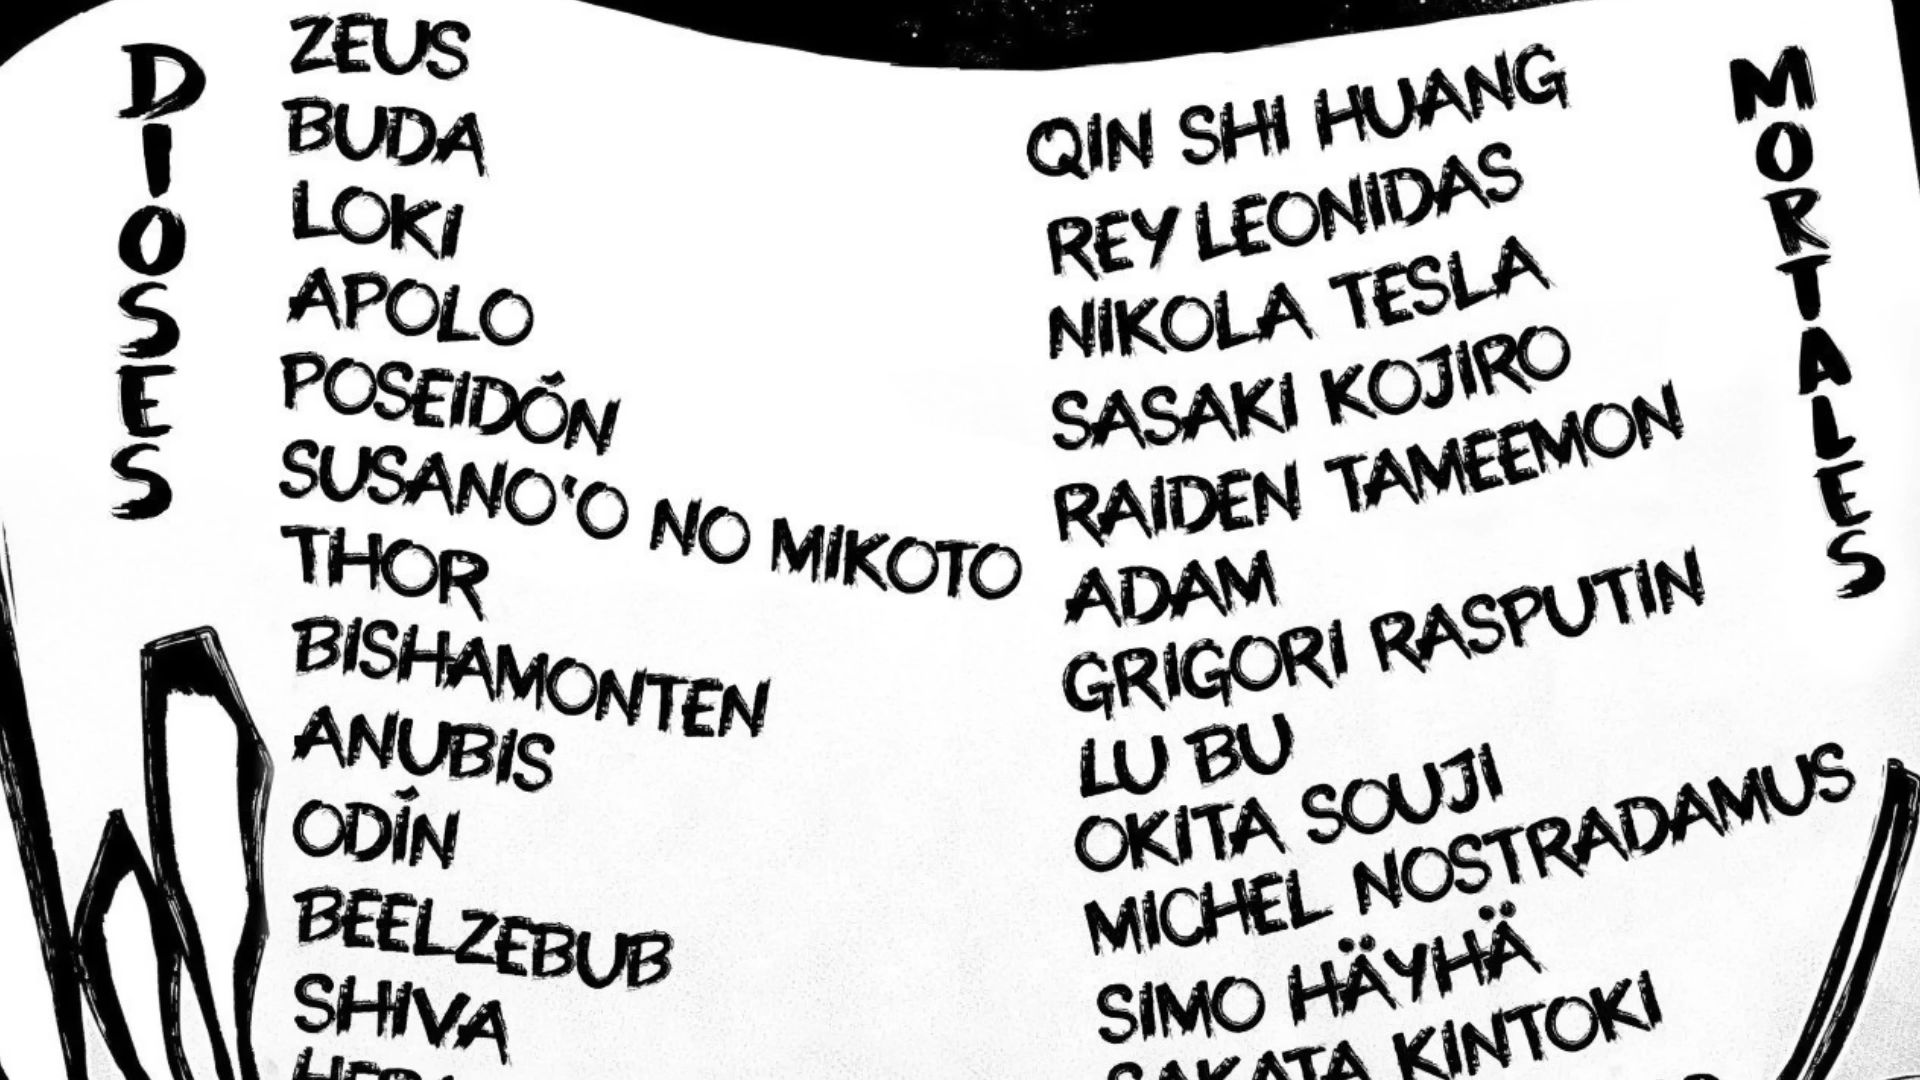 DIOSES
ZEUS
BUDA
LOKI
APOLO
POSEIDÓN
SUSANO'O NO MIKOTO
THOR
BISHAMONTEN
ANUBIS
ODÍN
BEELZEBUB
SHIVA
MORTALES
QIN SHI HUANG
REY LEONIDAS
NIKOLA TESLA
SASAKI KOJIRO
RAIDEN TAMEEMON
ADAM
GRIGORI RASPUTIN
LU BU
OKITA SOUJI
MICHEL NOSTRADAMUS
SIMO HÄYHÄ
SAKATA KINTOKI